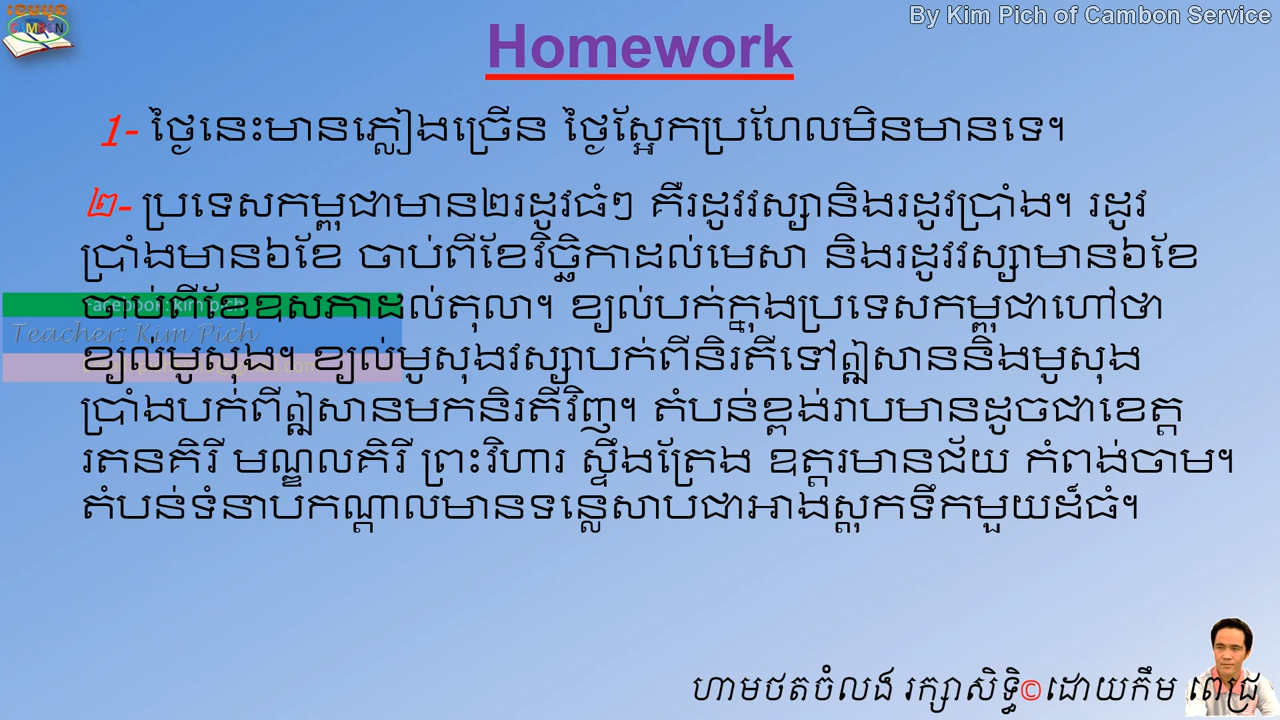 ខេមបុន
CAMBON
By Kim Pich of Cambon Service
Homework
1- ថ្ងៃនេះមានភ្លៀងច្រើន ថ្ងៃស្អែកប្រហែលមិនមានទេ។
២- ប្រទេសកម្ពុជាមាន២រដូវធំៗ គឺរដូវវស្សានិងរដូវប្រាំង។ រដូវ
ប្រាំងមាន៦ខែ ចាប់ពីខែវិច្ឆិកាដល់មេសា និងរដូវវស្សាមាន៦ខែ
ចាប់ពីខែឧសភាដល់តុលា។ ខ្យល់បក់ក្នុងប្រទេសកម្ពុជាហៅថា
Facebook: kim pich
Teacher: Kim Pich
ខ្យល់មូសុង។ ខ្យល់មូសុងវស្សាបក់ពីនិរតីទៅឦសាននិងមូសុង
ប្រាំងបក់ពីឦសានមកនិរតីវិញ។ តំបន់ខ្ពង់រាបមានដូចជាខេត្ត
រតនគិរី មណ្ឌលគិរី ព្រះវិហារ ស្ទឹងត្រែង ឧត្តរមានជ័យ កំពង់ចាម។
តំបន់ទំនាបកណ្តាលមានទន្លេសាបជាអាងស្តុកទឹកមួយដ៏ធំ។
ហាមថតចំលង រក្សាសិទ្ធិ©ដោយកឹម ពេជ្រ